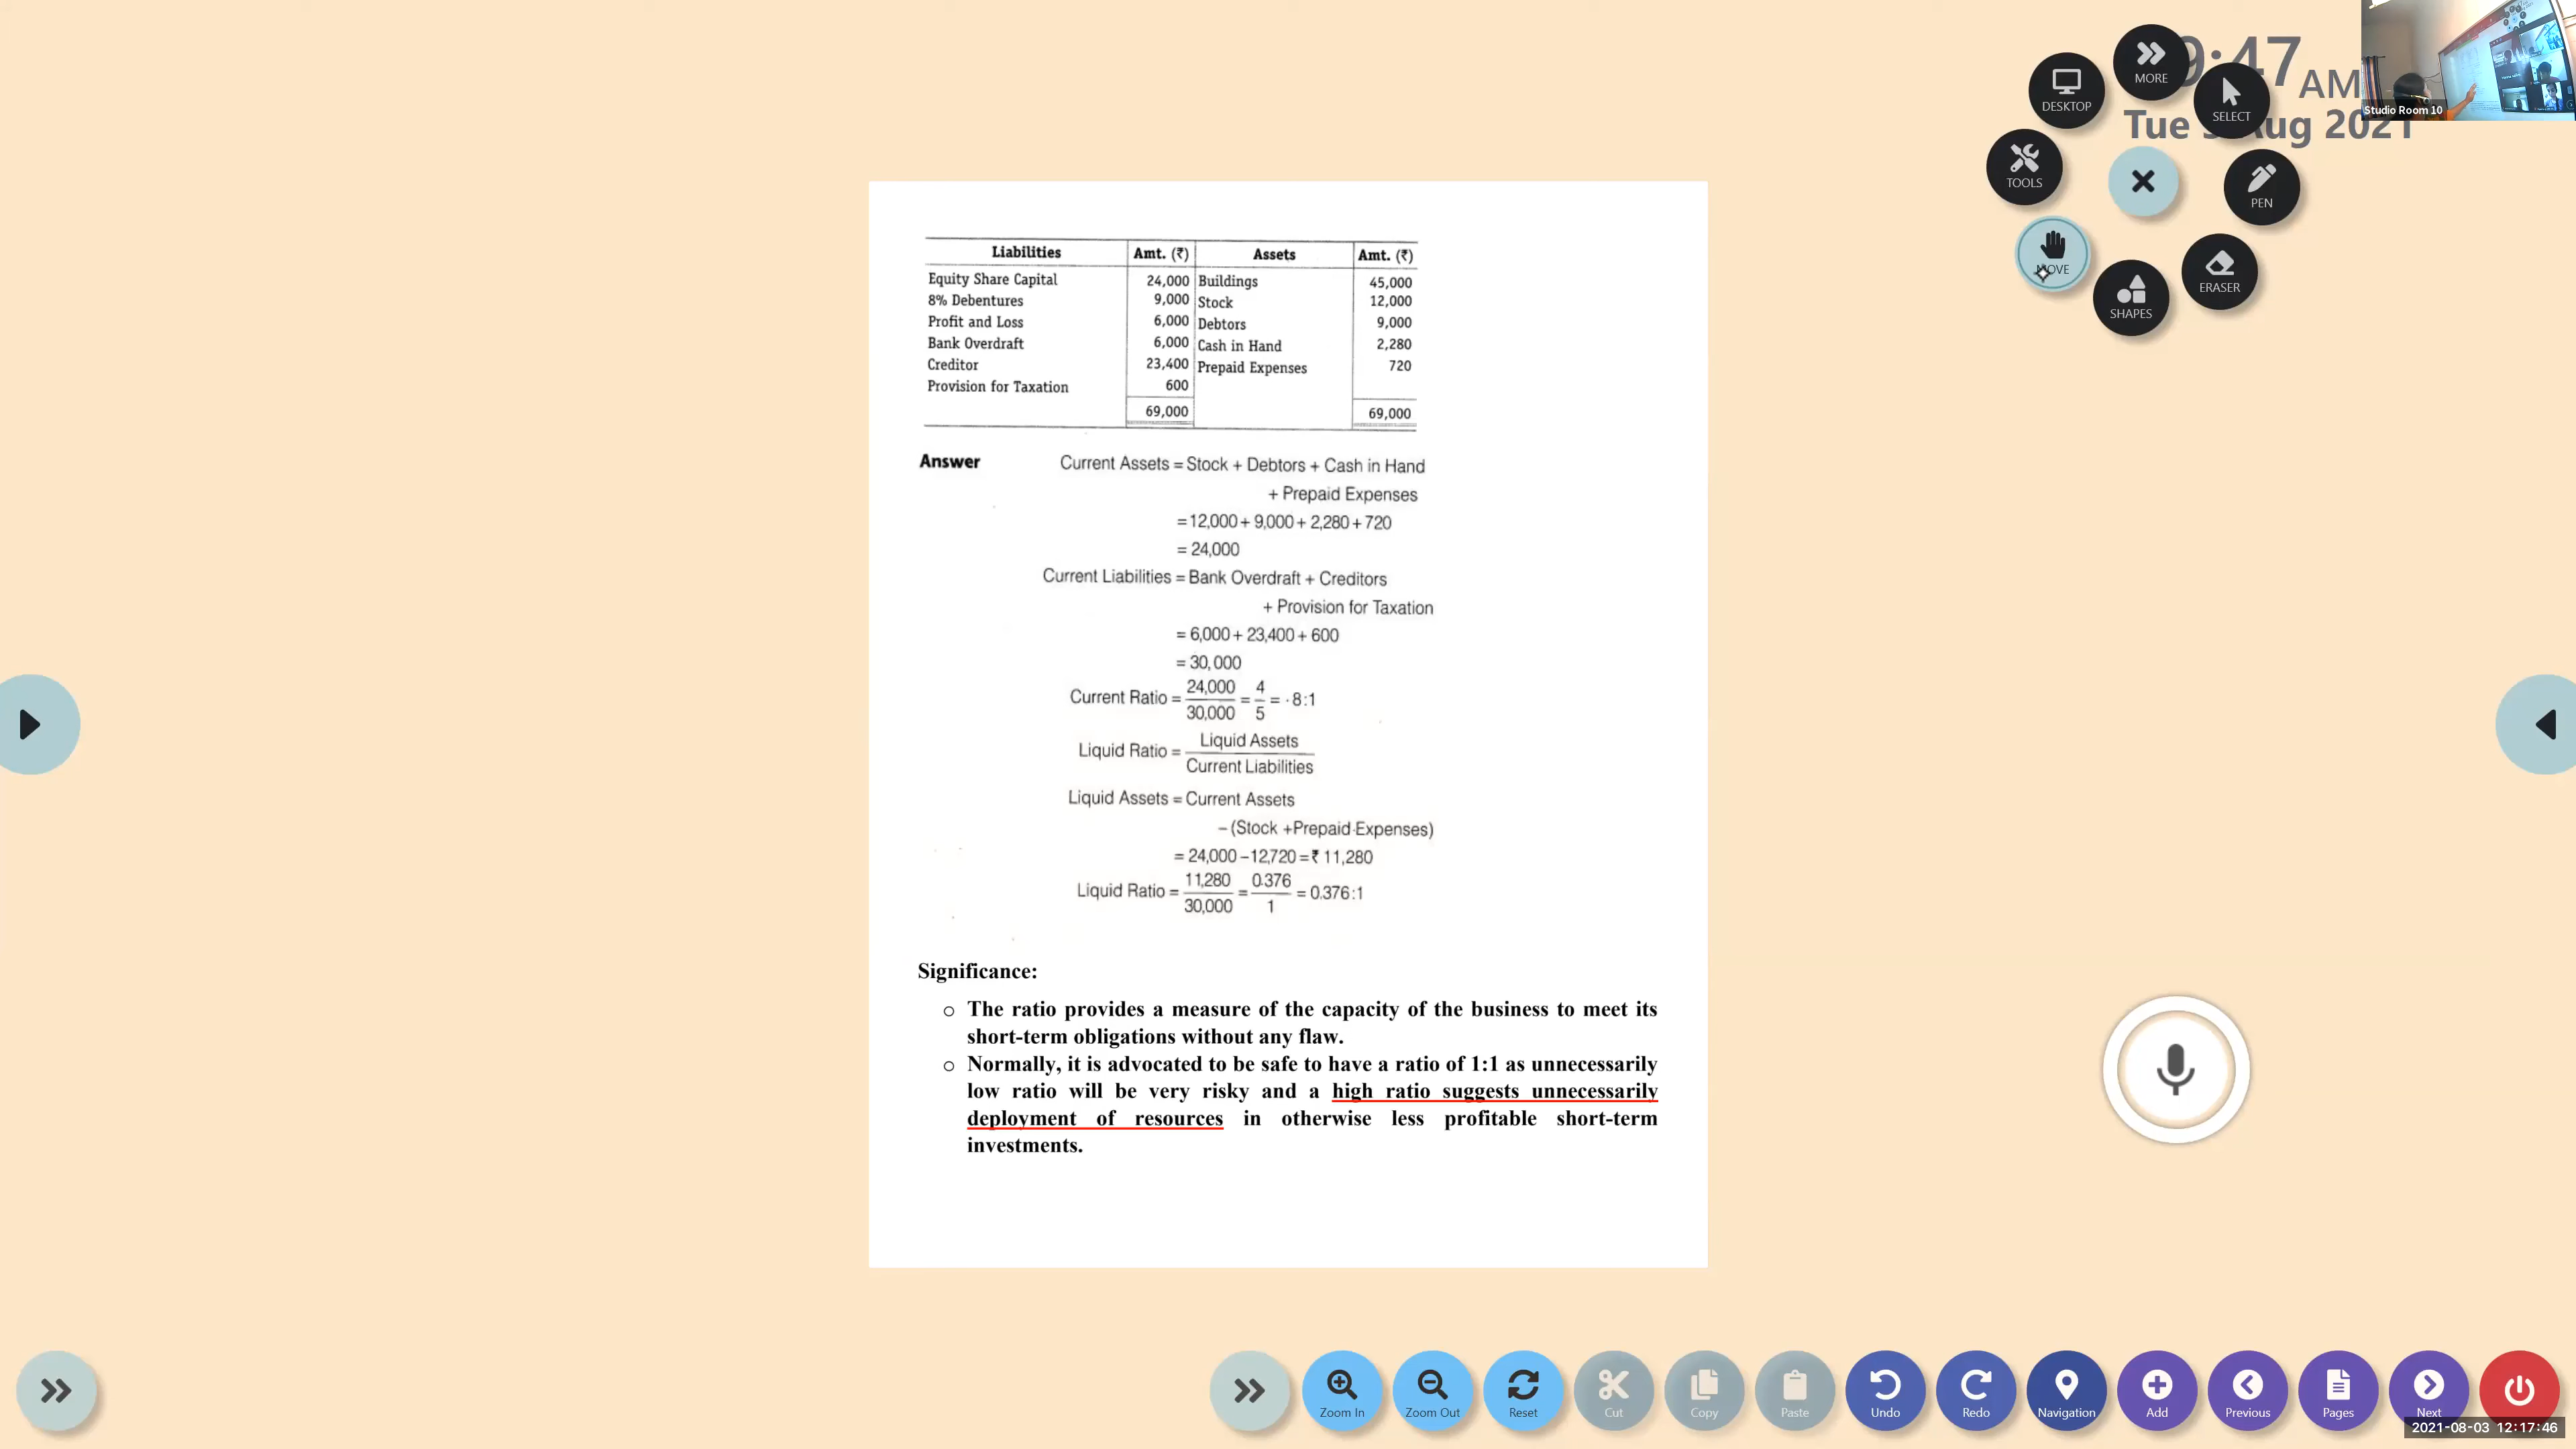 9:47 AM
Tue 3 Aug 2021
Studio Room 10
MORE
DESKTOP
SELECT
TOOLS
PEN
MOVE
ERASER
SHAPES
Liabilities Amt. (₹) Assets Amt. (₹)
Equity Share Capital 24,000 Buildings 45,000
8% Debentures 9,000 Stock 12,000
Profit and Loss 6,000 Debtors 9,000
Bank Overdraft 6,000 Cash in Hand 2,280
Creditor 23,400 Prepaid Expenses 720
Provision for Taxation 600
69,000 69,000
Answer Current Assets = Stock + Debtors + Cash in Hand
+ Prepaid Expenses
= 12,000 + 9,000 + 2,280 + 720
= 24,000
Current Liabilities = Bank Overdraft + Creditors
+ Provision for Taxation
= 6,000 + 23,400 + 600
= 30,000
Current Ratio = 24,000/30,000 = 4/5 = ·8:1
Liquid Ratio = Liquid Assets/Current Liabilities
Liquid Assets = Current Assets
– (Stock +Prepaid Expenses)
= 24,000 – 12,720 = ₹ 11,280
Liquid Ratio = 11,280/30,000 = 0.376/1 = 0.376:1
Significance:
o The ratio provides a measure of the capacity of the business to meet its
short-term obligations without any flaw.
o Normally, it is advocated to be safe to have a ratio of 1:1 as unnecessarily
low ratio will be very risky and a high ratio suggests unnecessarily
deployment of resources in otherwise less profitable short-term
investments.
Zoom In Zoom Out Reset Cut Copy Paste Undo Redo Navigation Add Previous Pages Next
2021-08-03 12:17:46